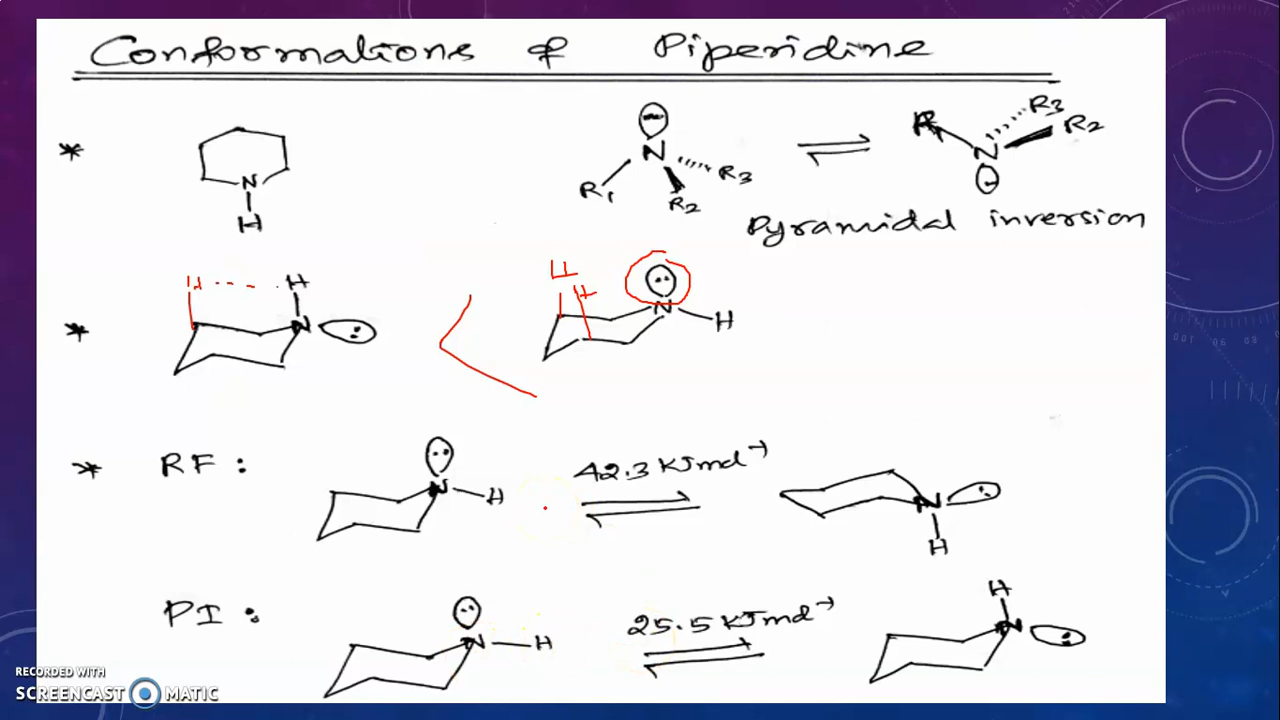 Conformations of Piperidine
* N H
N R₁ R₂ R₃ ⇌ R₁ N R₃ R₂
Pyramidal inversion
* H H N : < H H : N H
* RF : : N H 42.3 KJmol⁻¹ ⇌ N : H
PI : : N H 25.5 KJmol⁻¹ ⇌ H N :
RECORDED WITH
SCREENCAST MATIC